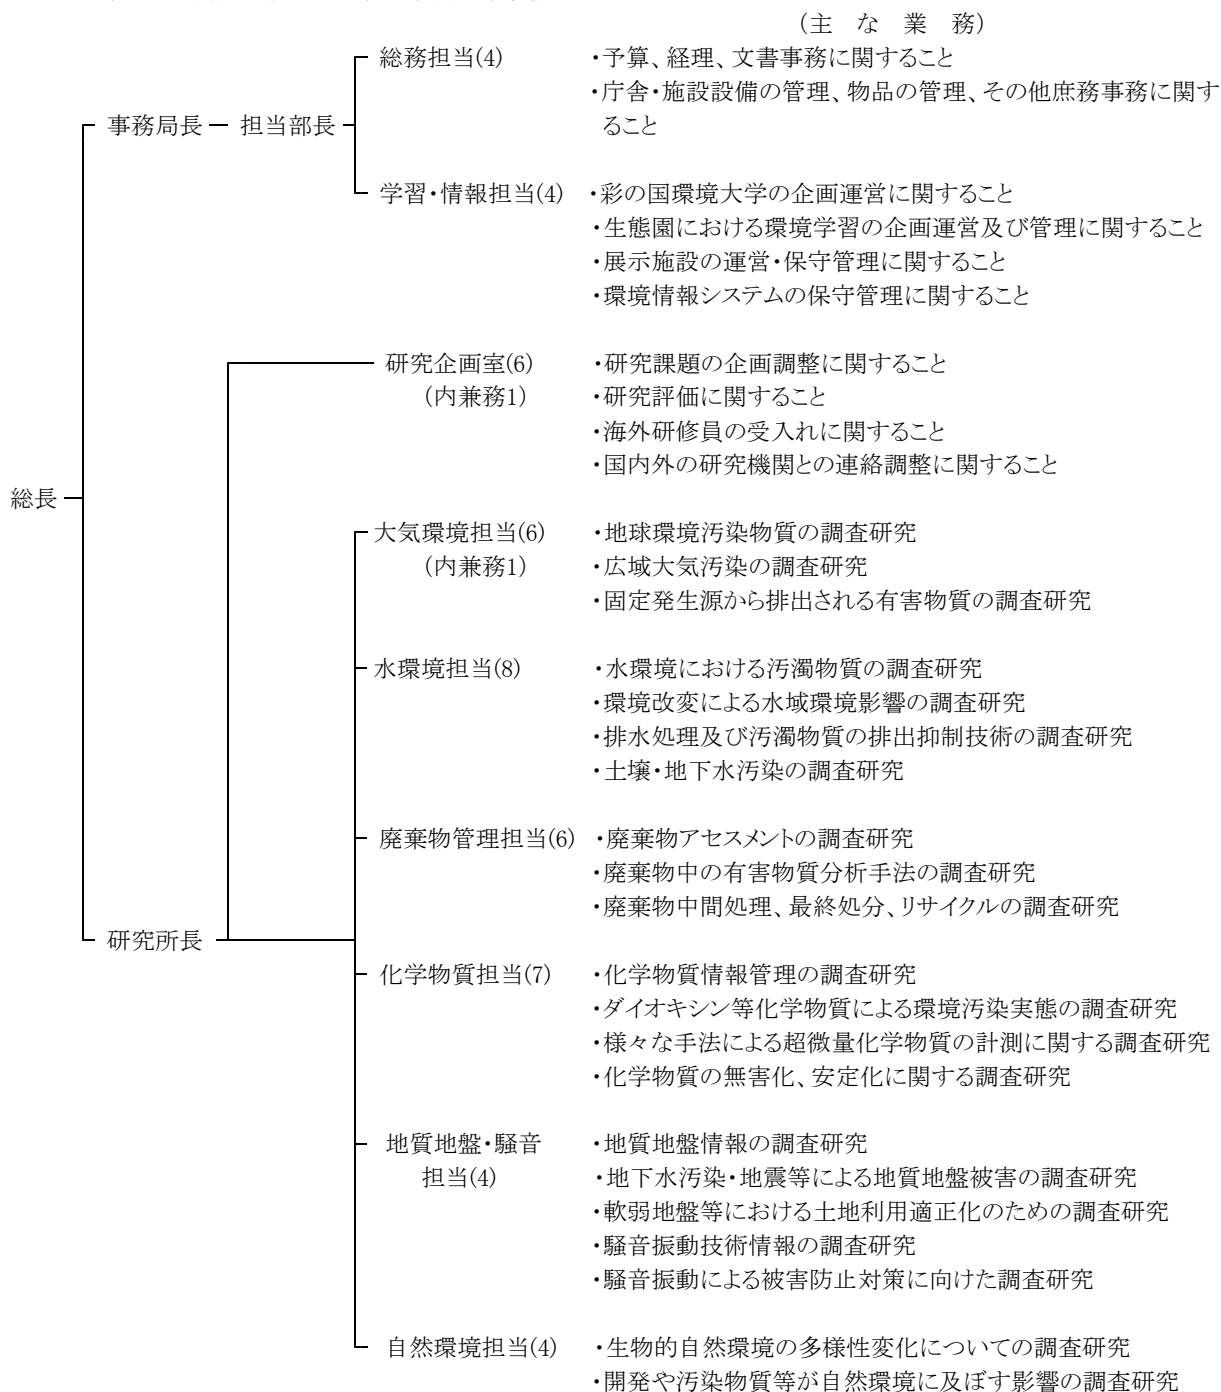 (主 な 業 務)
総務担当(4) ・予算、経理、文書事務に関すること
・庁舎・施設設備の管理、物品の管理、その他庶務事務に関す
事務局長 担当部長 ること
学習・情報担当(4) ・彩の国環境大学の企画運営に関すること
・生態園における環境学習の企画運営及び管理に関すること
・展示施設の運営・保守管理に関すること
・環境情報システムの保守管理に関すること
研究企画室(6) ・研究課題の企画調整に関すること
(内兼務1) ・研究評価に関すること
・海外研修員の受入れに関すること
・国内外の研究機関との連絡調整に関すること
総長
大気環境担当(6) ・地球環境汚染物質の調査研究
(内兼務1) ・広域大気汚染の調査研究
・固定発生源から排出される有害物質の調査研究
水環境担当(8) ・水環境における汚濁物質の調査研究
・環境改変による水域環境影響の調査研究
・排水処理及び汚濁物質の排出抑制技術の調査研究
・土壌・地下水汚染の調査研究
廃棄物管理担当(6) ・廃棄物アセスメントの調査研究
・廃棄物中の有害物質分析手法の調査研究
・廃棄物中間処理、最終処分、リサイクルの調査研究
研究所長
化学物質担当(7) ・化学物質情報管理の調査研究
・ダイオキシン等化学物質による環境汚染実態の調査研究
・様々な手法による超微量化学物質の計測に関する調査研究
・化学物質の無害化、安定化に関する調査研究
地質地盤・騒音 ・地質地盤情報の調査研究
担当(4) ・地下水汚染・地震等による地質地盤被害の調査研究
・軟弱地盤等における土地利用適正化のための調査研究
・騒音振動技術情報の調査研究
・騒音振動による被害防止対策に向けた調査研究
自然環境担当(4) ・生物的自然環境の多様性変化についての調査研究
・開発や汚染物質等が自然環境に及ぼす影響の調査研究